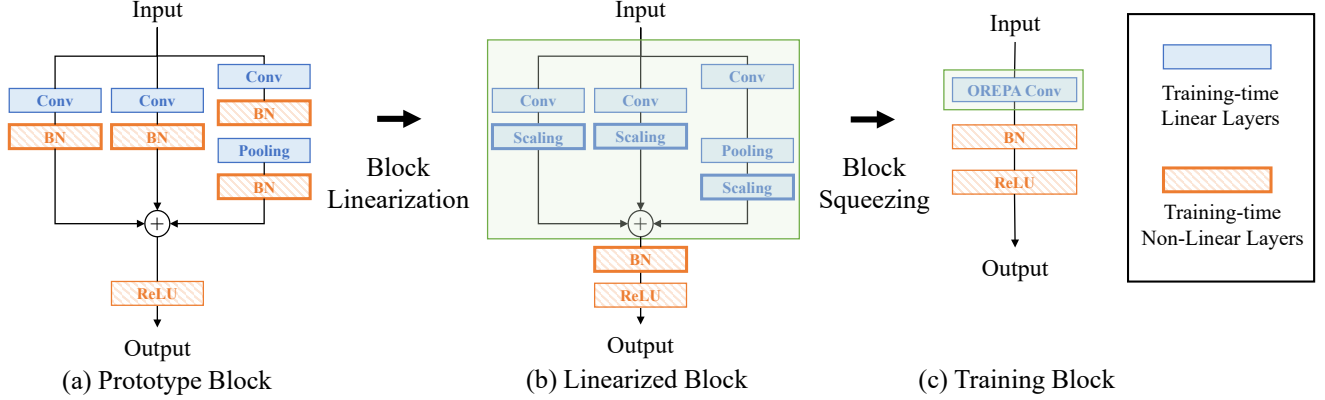 Input
Conv
Conv
Conv
BN
BN
BN
Pooling
BN
+
ReLU
Output
(a) Prototype Block
Block
Linearization
Input
Conv
Conv
Conv
Scaling
Scaling
Pooling
Scaling
+
BN
ReLU
Output
(b) Linearized Block
Block
Squeezing
Input
OREPA Conv
BN
ReLU
Output
(c) Training Block
Training-time
Linear Layers
Training-time
Non-Linear Layers